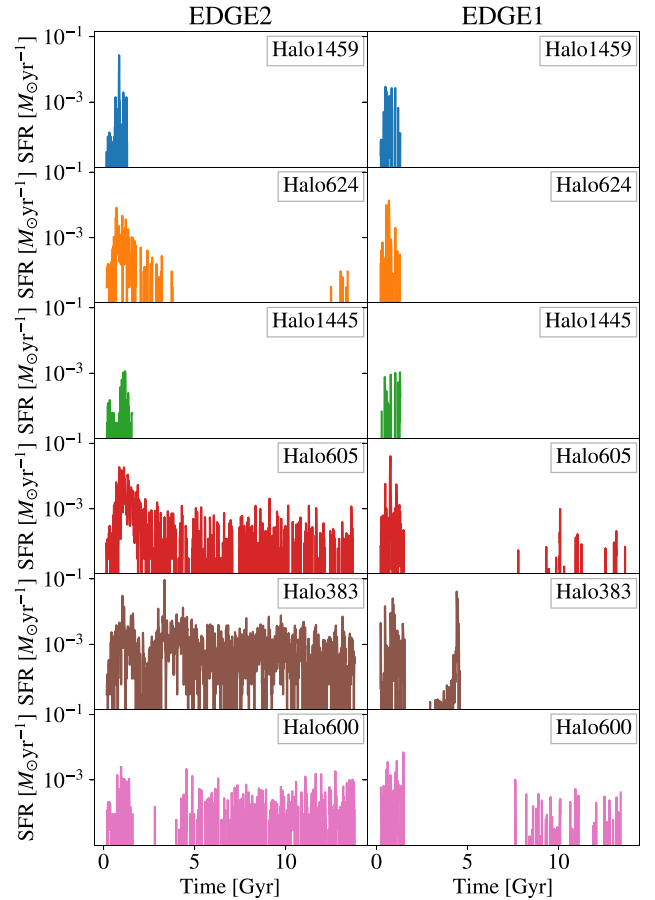 EDGE2 EDGE1
10⁻¹ Halo1459 Halo1459
10⁻³
SFR [M⊙yr⁻¹]
10⁻¹ Halo624 Halo624
10⁻³
SFR [M⊙yr⁻¹]
10⁻¹ Halo1445 Halo1445
10⁻³
SFR [M⊙yr⁻¹]
10⁻¹ Halo605 Halo605
10⁻³
SFR [M⊙yr⁻¹]
10⁻¹ Halo383 Halo383
10⁻³
SFR [M⊙yr⁻¹]
10⁻¹ Halo600 Halo600
10⁻³
SFR [M⊙yr⁻¹]
0 5 10 0 5 10
Time [Gyr] Time [Gyr]